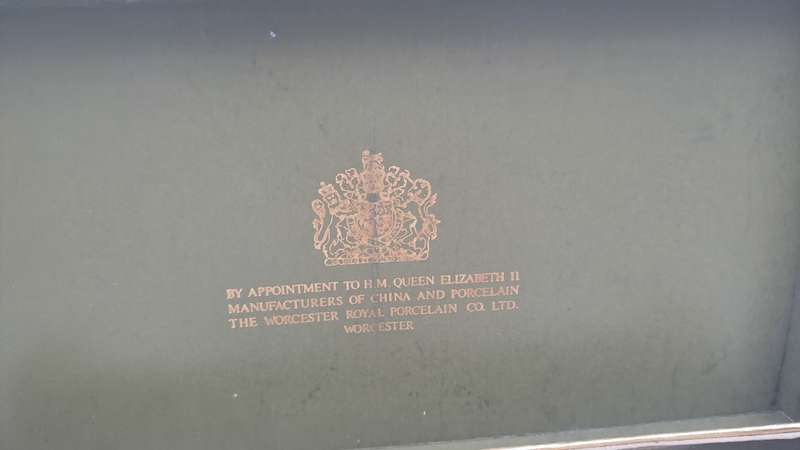 BY APPOINTMENT TO H.M. QUEEN ELIZABETH II
MANUFACTURERS OF CHINA AND PORCELAIN
THE WORCESTER ROYAL PORCELAIN CO. LTD.
WORCESTER